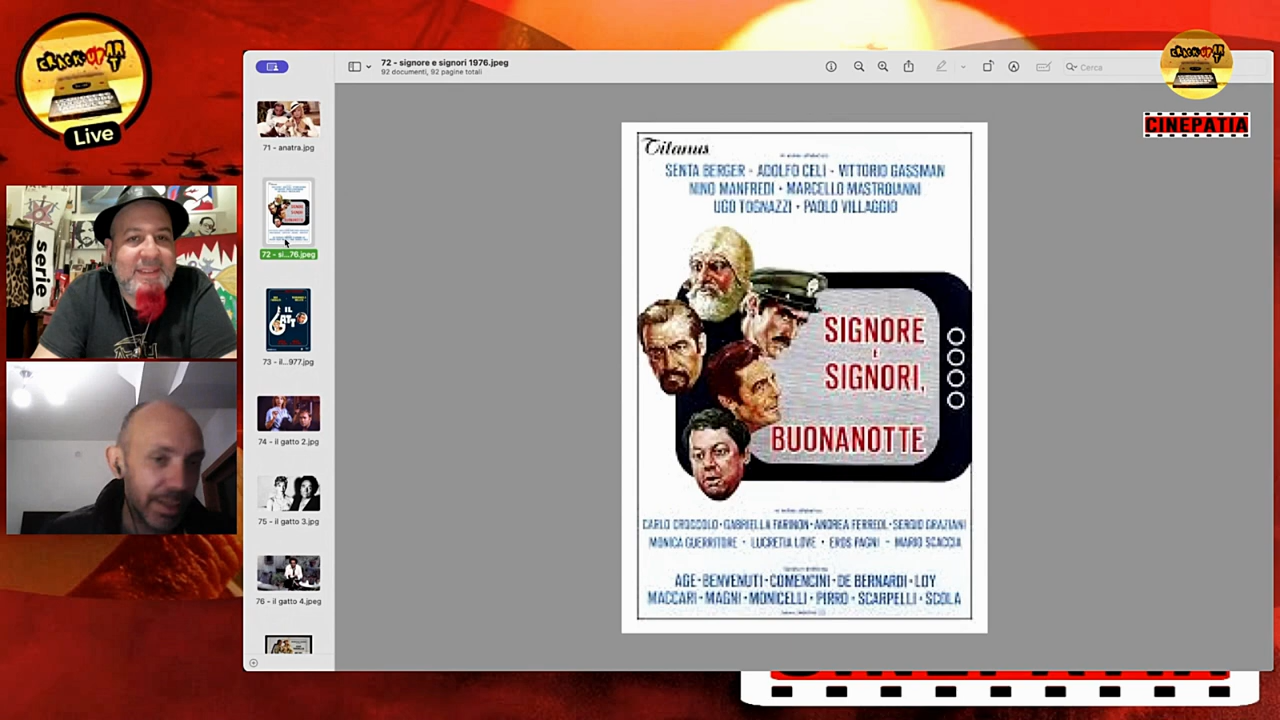 CRACK UP ART
Live
serie
72 - signore e signori 1976.jpeg
92 documenti, 92 pagine totali
Cerca
CRACK UP ART
CINEPATIA
71 - anatra.jpg
72 - si...76.jpeg
73 - il...977.jpg
74 - il gatto 2.jpg
75 - il gatto 3.jpg
76 - il gatto 4.jpeg
Titanus
SENTA BERGER - ADOLFO CELI - VITTORIO GASSMAN
NINO MANFREDI • MARCELLO MASTROIANNI
UGO TOGNAZZI • PAOLO VILLAGGIO
SIGNORE
E
SIGNORI,
BUONANOTTE
CARLO CROCCOLO • GABRIELLA FARINON • ANDREA FERREOL • SERGIO GRAZIANI
MONICA GUERRITORE • LUCRETIA LOVE • EROS PAGNI - MARIO SCACCIA
AGE • BENVENUTI • COMENCINI • DE BERNARDI • LOY
MACCARI • MAGNI • MONICELLI • PIRRO • SCARPELLI • SCOLA